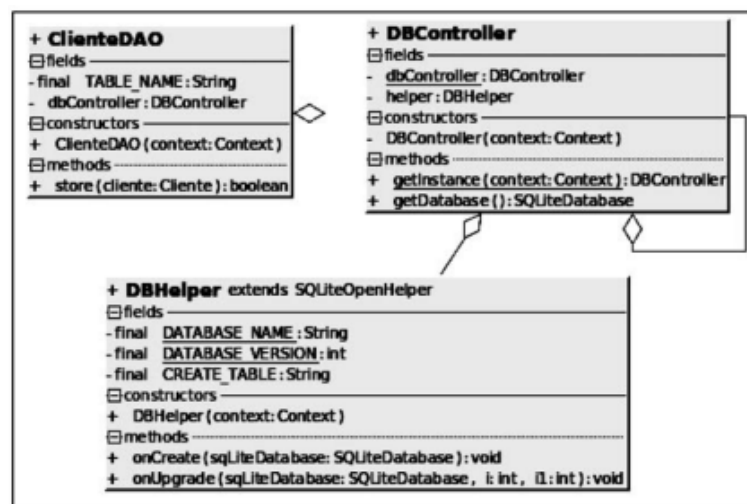 + ClienteDAO
fields
- final TABLE_NAME:String
- dbController:DBController
constructors
+ ClienteDAO(context:Context)
methods
+ store(cliente:Cliente):boolean
+ DBController
fields
- dbController:DBController
- helper:DBHelper
constructors
- DBController(context:Context)
methods
+ getInstance(context:Context):DBController
+ getDatabase():SQLiteDatabase
+ DBHelper extends SQLiteOpenHelper
fields
- final DATABASE_NAME:String
- final DATABASE_VERSION:int
- final CREATE_TABLE:String
constructors
+ DBHelper(context:Context)
methods
+ onCreate(sqLiteDatabase:SQLiteDatabase):void
+ onUpgrade(sqLiteDatabase:SQLiteDatabase, i:int, i1:int):void